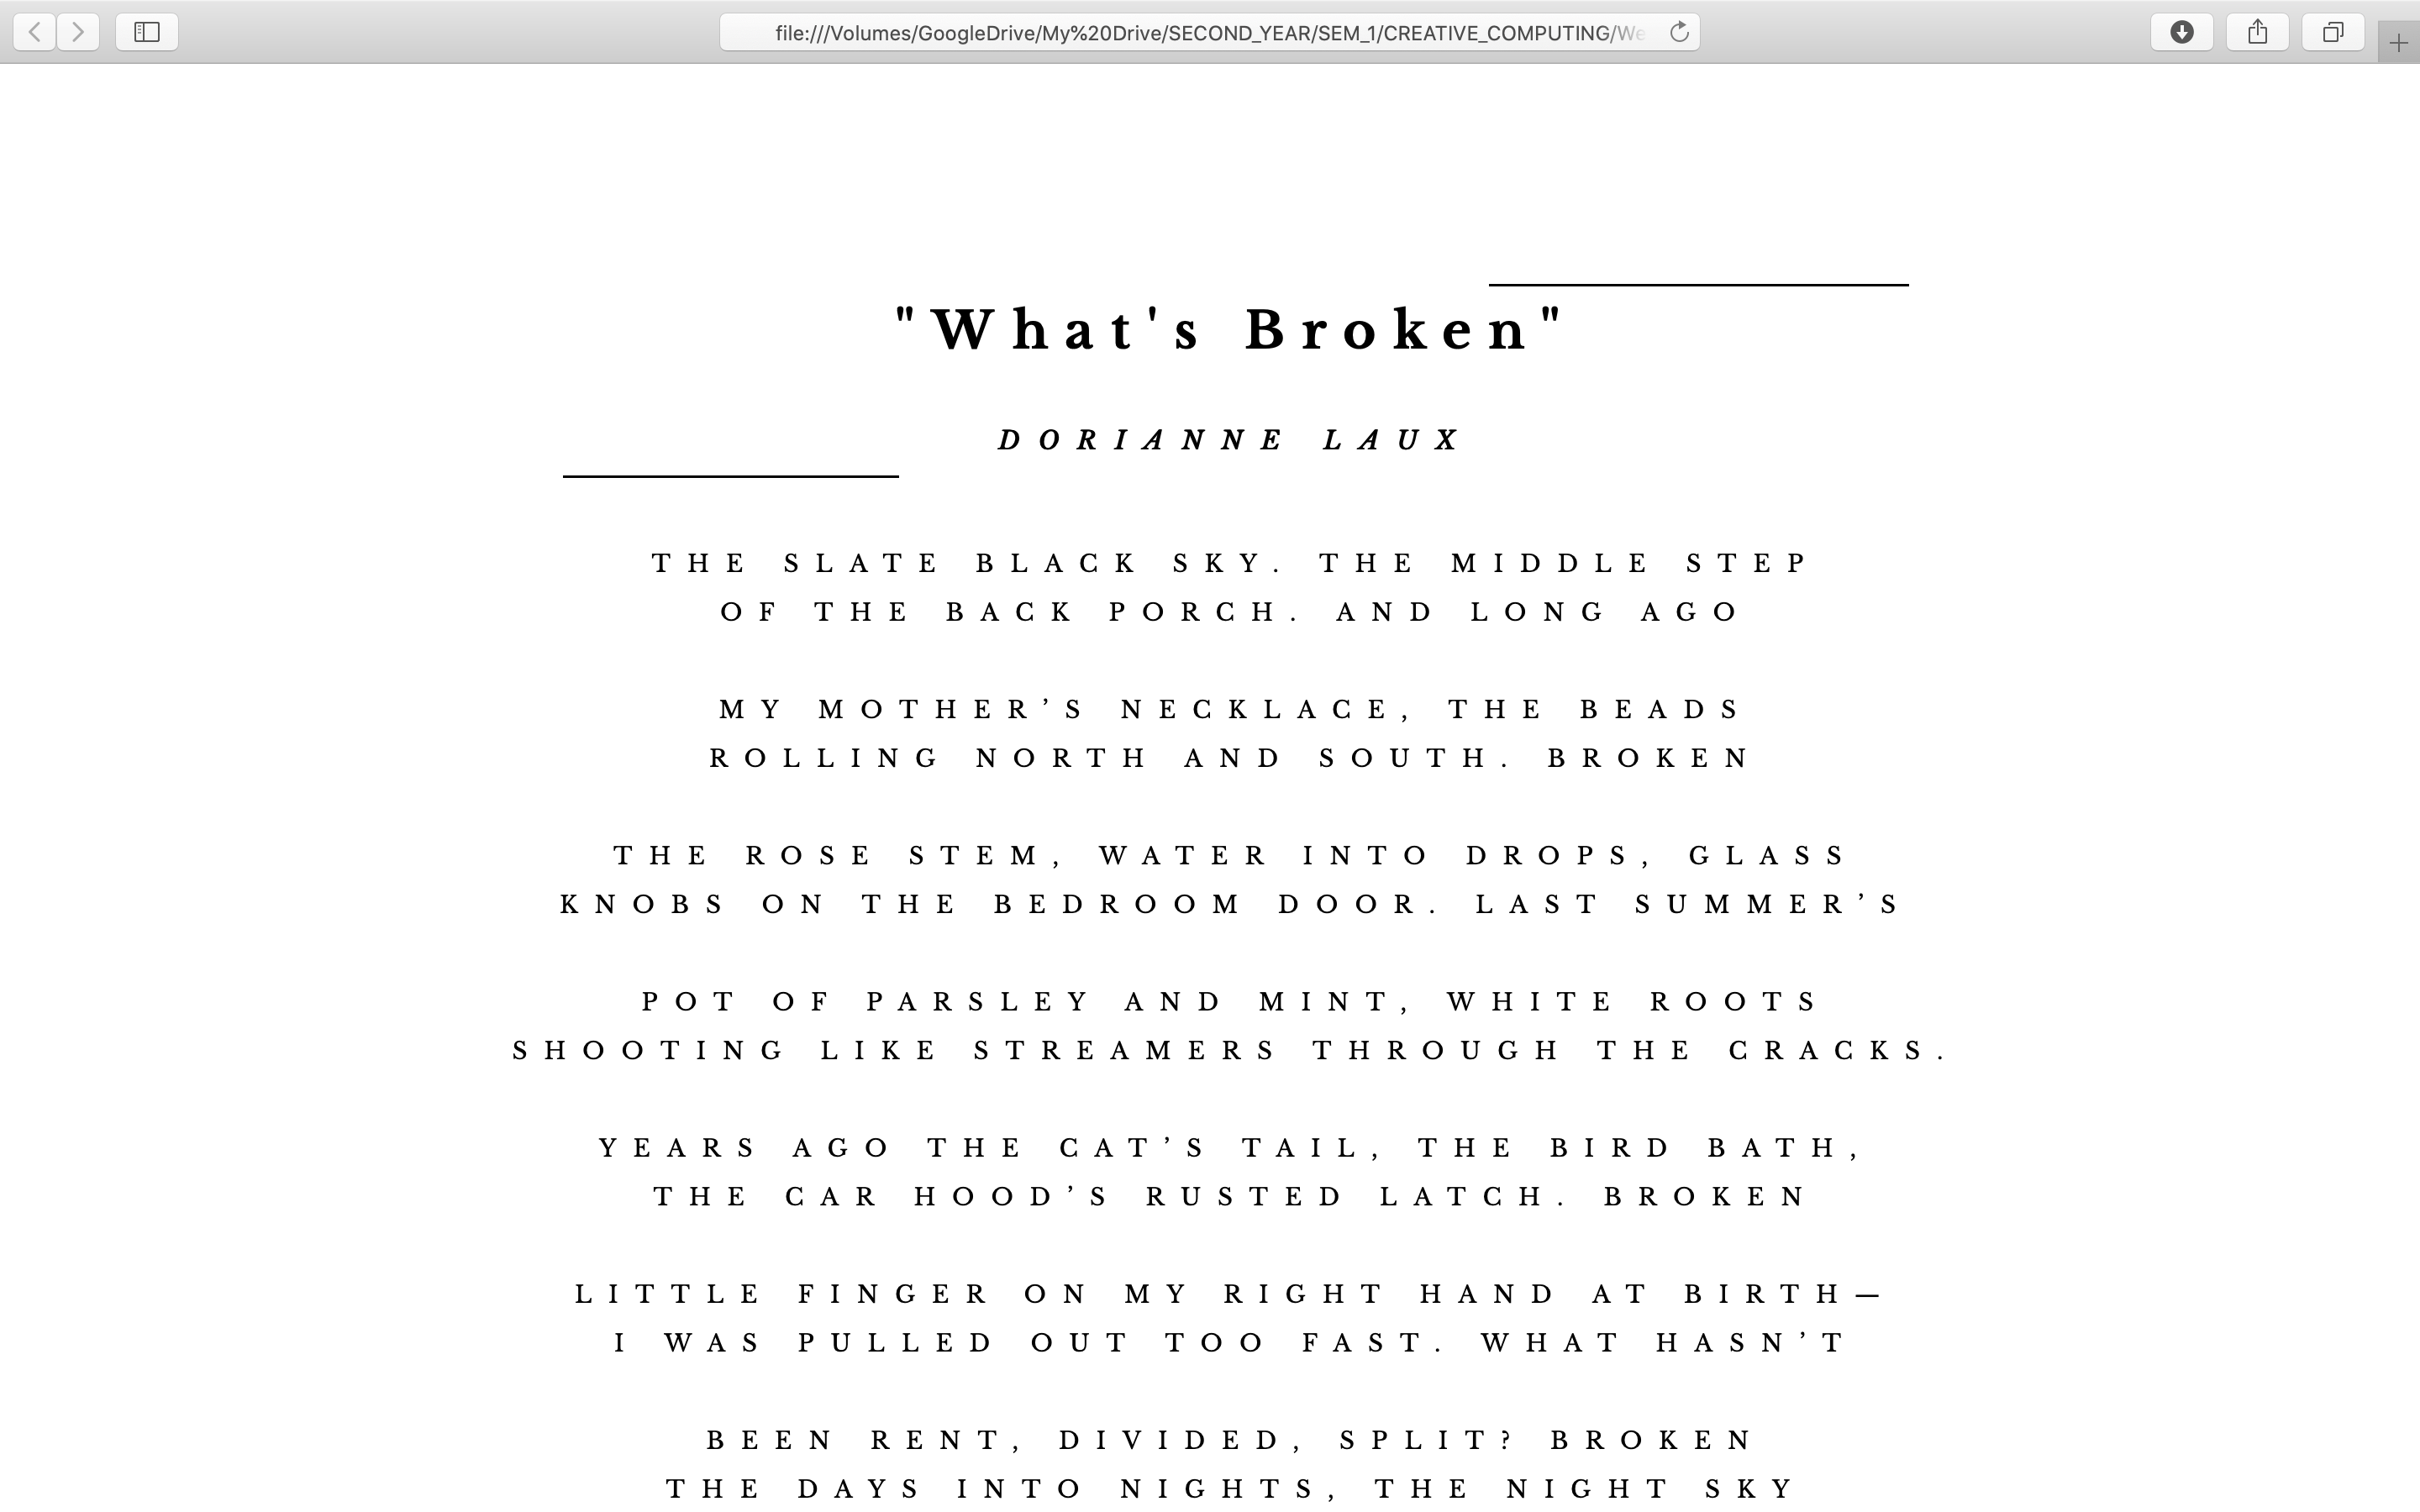 file:///Volumes/GoogleDrive/My%20Drive/SECOND_YEAR/SEM_1/CREATIVE_COMPUTING/We
"What's Broken"
DORIANNE LAUX
THE SLATE BLACK SKY. THE MIDDLE STEP
OF THE BACK PORCH. AND LONG AGO
MY MOTHER’S NECKLACE, THE BEADS
ROLLING NORTH AND SOUTH. BROKEN
THE ROSE STEM, WATER INTO DROPS, GLASS
KNOBS ON THE BEDROOM DOOR. LAST SUMMER’S
POT OF PARSLEY AND MINT, WHITE ROOTS
SHOOTING LIKE STREAMERS THROUGH THE CRACKS.
YEARS AGO THE CAT’S TAIL, THE BIRD BATH,
THE CAR HOOD’S RUSTED LATCH. BROKEN
LITTLE FINGER ON MY RIGHT HAND AT BIRTH—
I WAS PULLED OUT TOO FAST. WHAT HASN’T
BEEN RENT, DIVIDED, SPLIT? BROKEN
THE DAYS INTO NIGHTS, THE NIGHT SKY